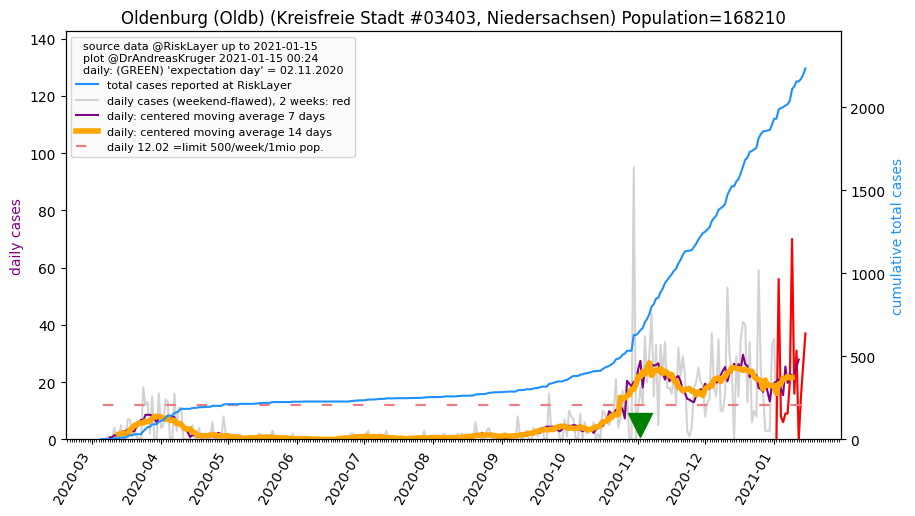 Oldenburg (Oldb) (Kreisfreie Stadt #03403, Niedersachsen) Population=168210
source data @RiskLayer up to 2021-01-15
plot @DrAndreasKruger 2021-01-15 00:24
daily: (GREEN) 'expectation day' = 02.11.2020
total cases reported at RiskLayer
daily cases (weekend-flawed), 2 weeks: red
daily: centered moving average 7 days
daily: centered moving average 14 days
daily 12.02 =limit 500/week/1mio pop.
daily cases
140
120
100
80
60
40
20
0
cumulative total cases
2000
1500
1000
500
0
2020-03
2020-04
2020-05
2020-06
2020-07
2020-08
2020-09
2020-10
2020-11
2020-12
2021-01